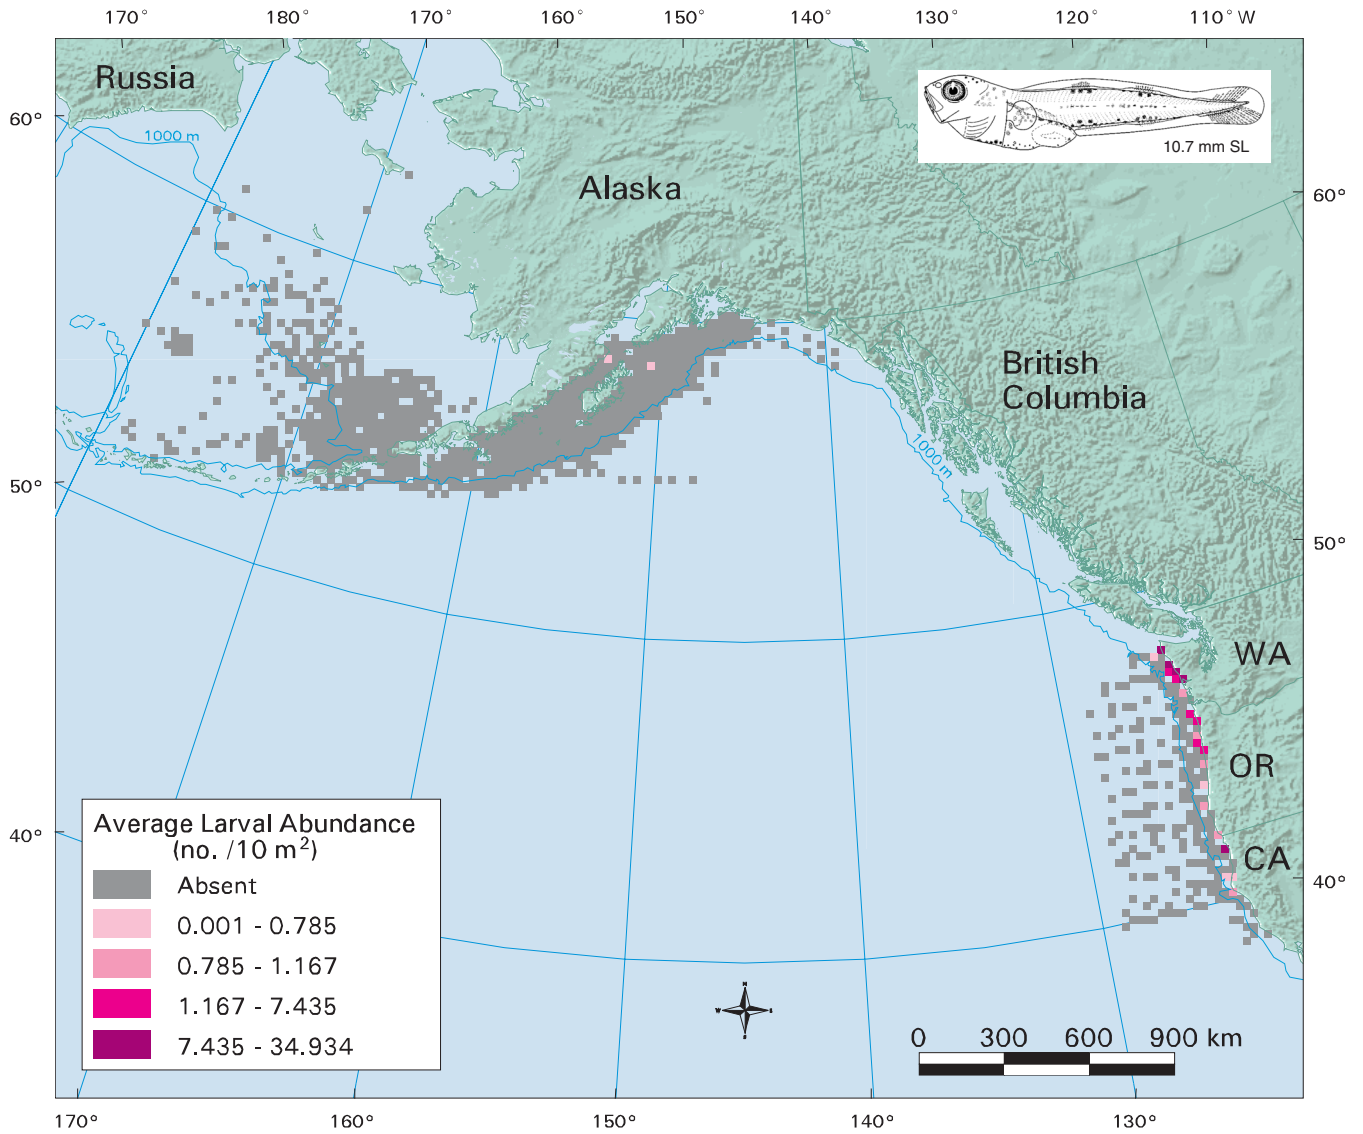 170° 180° 170° 160° 150° 140° 130° 120° 110° W
Russia
1000 m
60°
10.7 mm SL
Alaska
60°
British
Columbia
1000 m
50°
50°
WA
OR
CA
40°
40°
Average Larval Abundance
(no. /10 m²)
Absent
0.001 - 0.785
0.785 - 1.167
1.167 - 7.435
7.435 - 34.934
N
W
S
0 300 600 900 km
170° 160° 150° 140° 130°